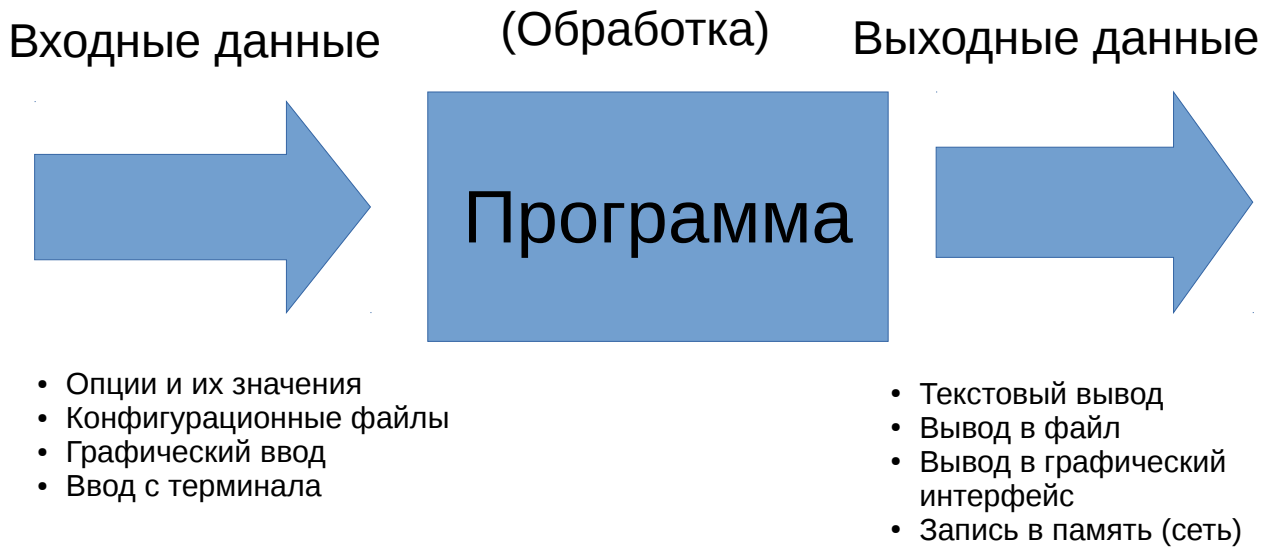 Входные данные
(Обработка)
Выходные данные
Программа
• Опции и их значения
• Конфигурационные файлы
• Графический ввод
• Ввод с терминала
• Текстовый вывод
• Вывод в файл
• Вывод в графический
интерфейс
• Запись в память (сеть)